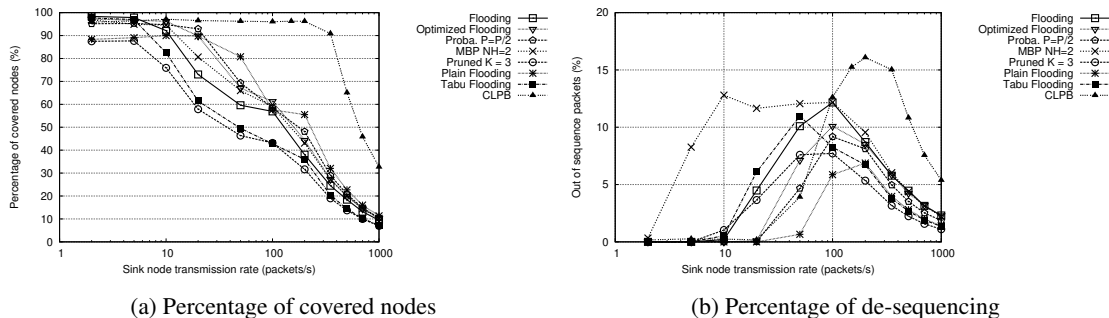 Percentage of covered nodes (%)
100
90
80
70
60
50
40
30
20
10
0
1
10
100
1000
Sink node transmission rate (packets/s)
Flooding
Optimized Flooding
Proba. P=P/2
MBP NH=2
Pruned K = 3
Plain Flooding
Tabu Flooding
CLPB
(a) Percentage of covered nodes
Out of sequence packets (%)
20
15
10
5
0
1
10
100
1000
Sink node transmission rate (packets/s)
Flooding
Optimized Flooding
Proba. P=P/2
MBP NH=2
Pruned K = 3
Plain Flooding
Tabu Flooding
CLPB
(b) Percentage of de-sequencing